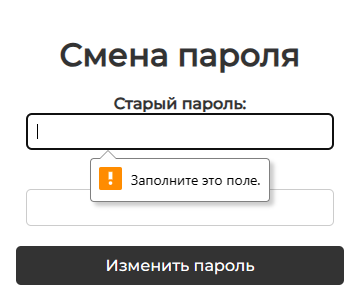 Смена пароля
Старый пароль:
Заполните это поле.
Изменить пароль